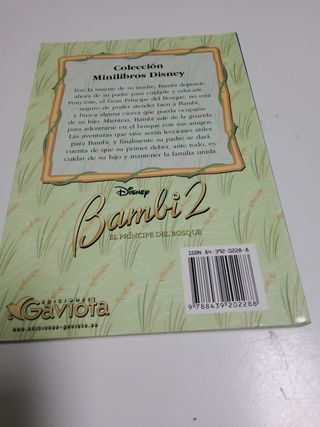 Colección
Minilibros Disney
Tras la muerte de su madre, Bambi depende
ahora de su padre para cuidarle y educarle.
Pero éste, el Gran Príncipe del Bosque, no está
seguro de poder atender bien a Bambi,
y busca alguna cierva que pueda ocuparse
de su hijo. Mientras, Bambi sale de la guarida
para adentrarse en el bosque con sus amigos.
Las aventuras que vive serán lecciones útiles
para Bambi, y finalmente su padre se dará
cuenta de que su primer deber, ante todo, es
cuidar de su hijo y mantener la familia unida.
Disney
Bambi 2
EL PRÍNCIPE DEL BOSQUE
ISBN 84-392-0228-8
9 788439 202288
EDICIONES
Gaviota
www.ediciones-gaviota.es